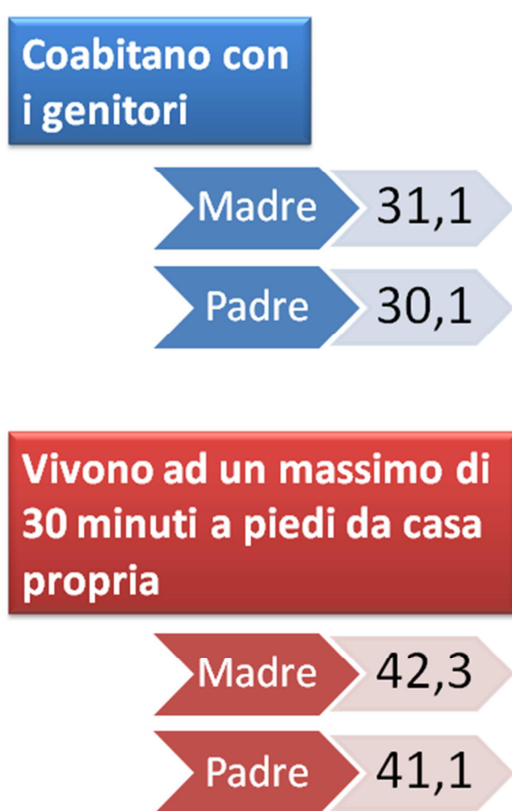 Coabitano con
i genitori
Madre 31,1
Padre 30,1
Vivono ad un massimo di
30 minuti a piedi da casa
propria
Madre 42,3
Padre 41,1